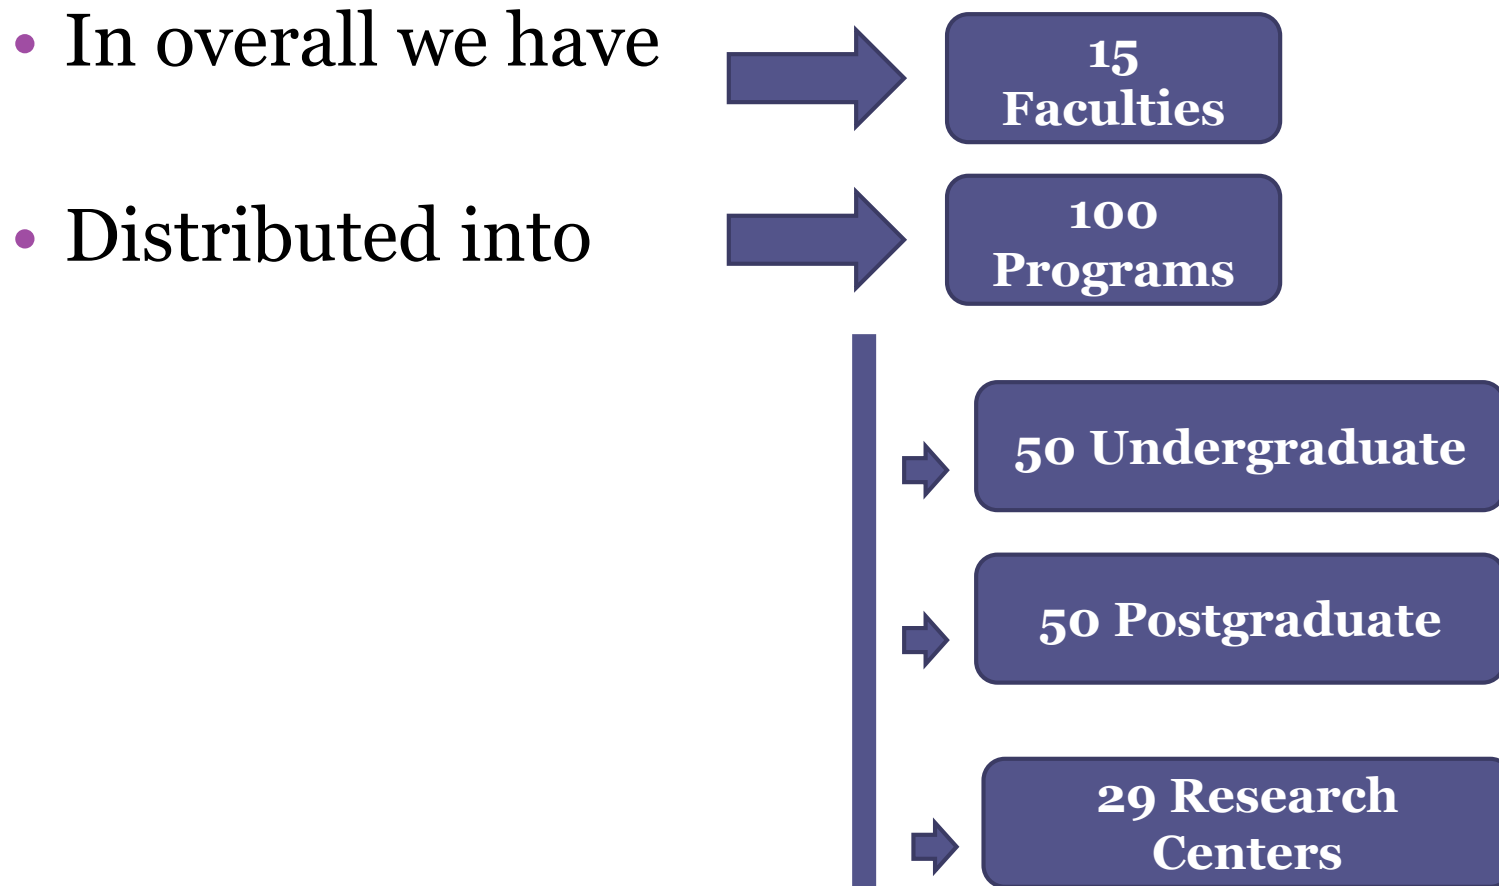 • In overall we have
15
Faculties
• Distributed into
100
Programs
50 Undergraduate
50 Postgraduate
29 Research
Centers